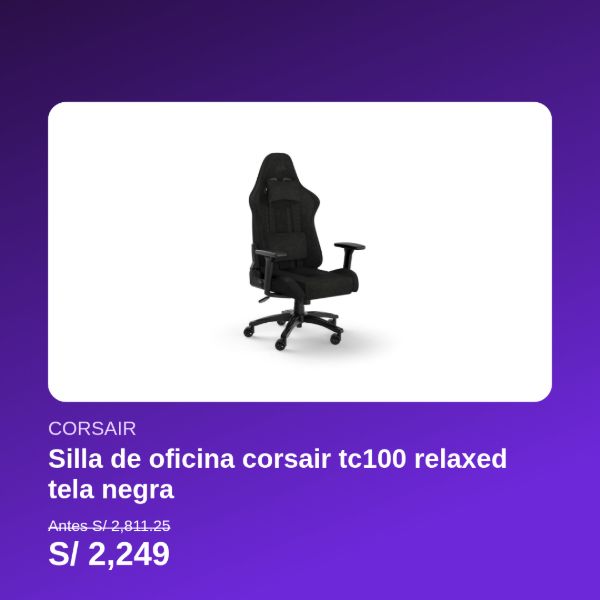 CORSAIR
Silla de oficina corsair tc100 relaxed
tela negra
Antes S/ 2,811.25
S/ 2,249